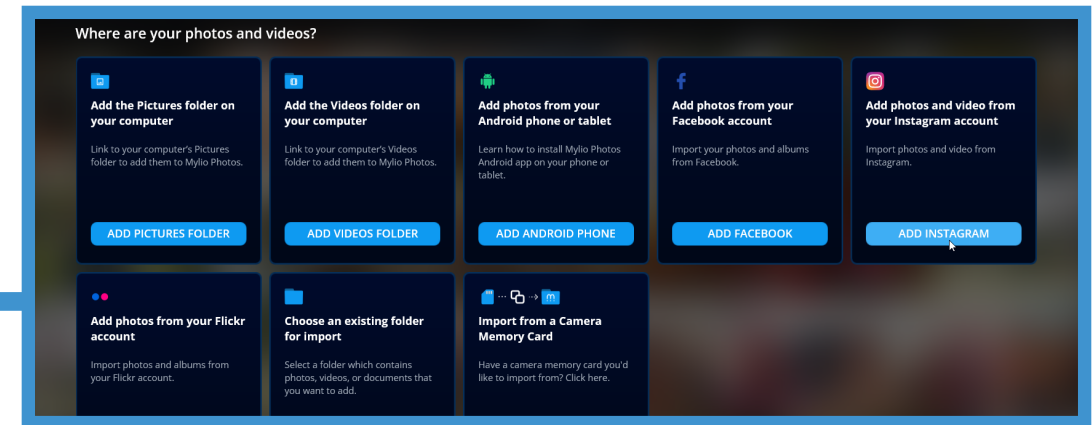 Where are your photos and videos?
Add the Pictures folder on
your computer
Link to your computer's Pictures
folder to add them to Mylio Photos.
ADD PICTURES FOLDER
Add the Videos folder on
your computer
Link to your computer's Videos
folder to add them to Mylio Photos.
ADD VIDEOS FOLDER
Add photos from your
Android phone or tablet
Learn how to install Mylio Photos
Android app on your phone or
tablet.
ADD ANDROID PHONE
Add photos from your
Facebook account
Import your photos and albums
from Facebook.
ADD FACEBOOK
Add photos and video from
your Instagram account
Import photos and video from
Instagram.
ADD INSTAGRAM
Add photos from your Flickr
account
Import photos and albums from
your Flickr account.
Choose an existing folder
for import
Select a folder which contains
photos, videos, or documents that
you want to add.
Import from a Camera
Memory Card
Have a camera memory card you'd
like to import from? Click here.